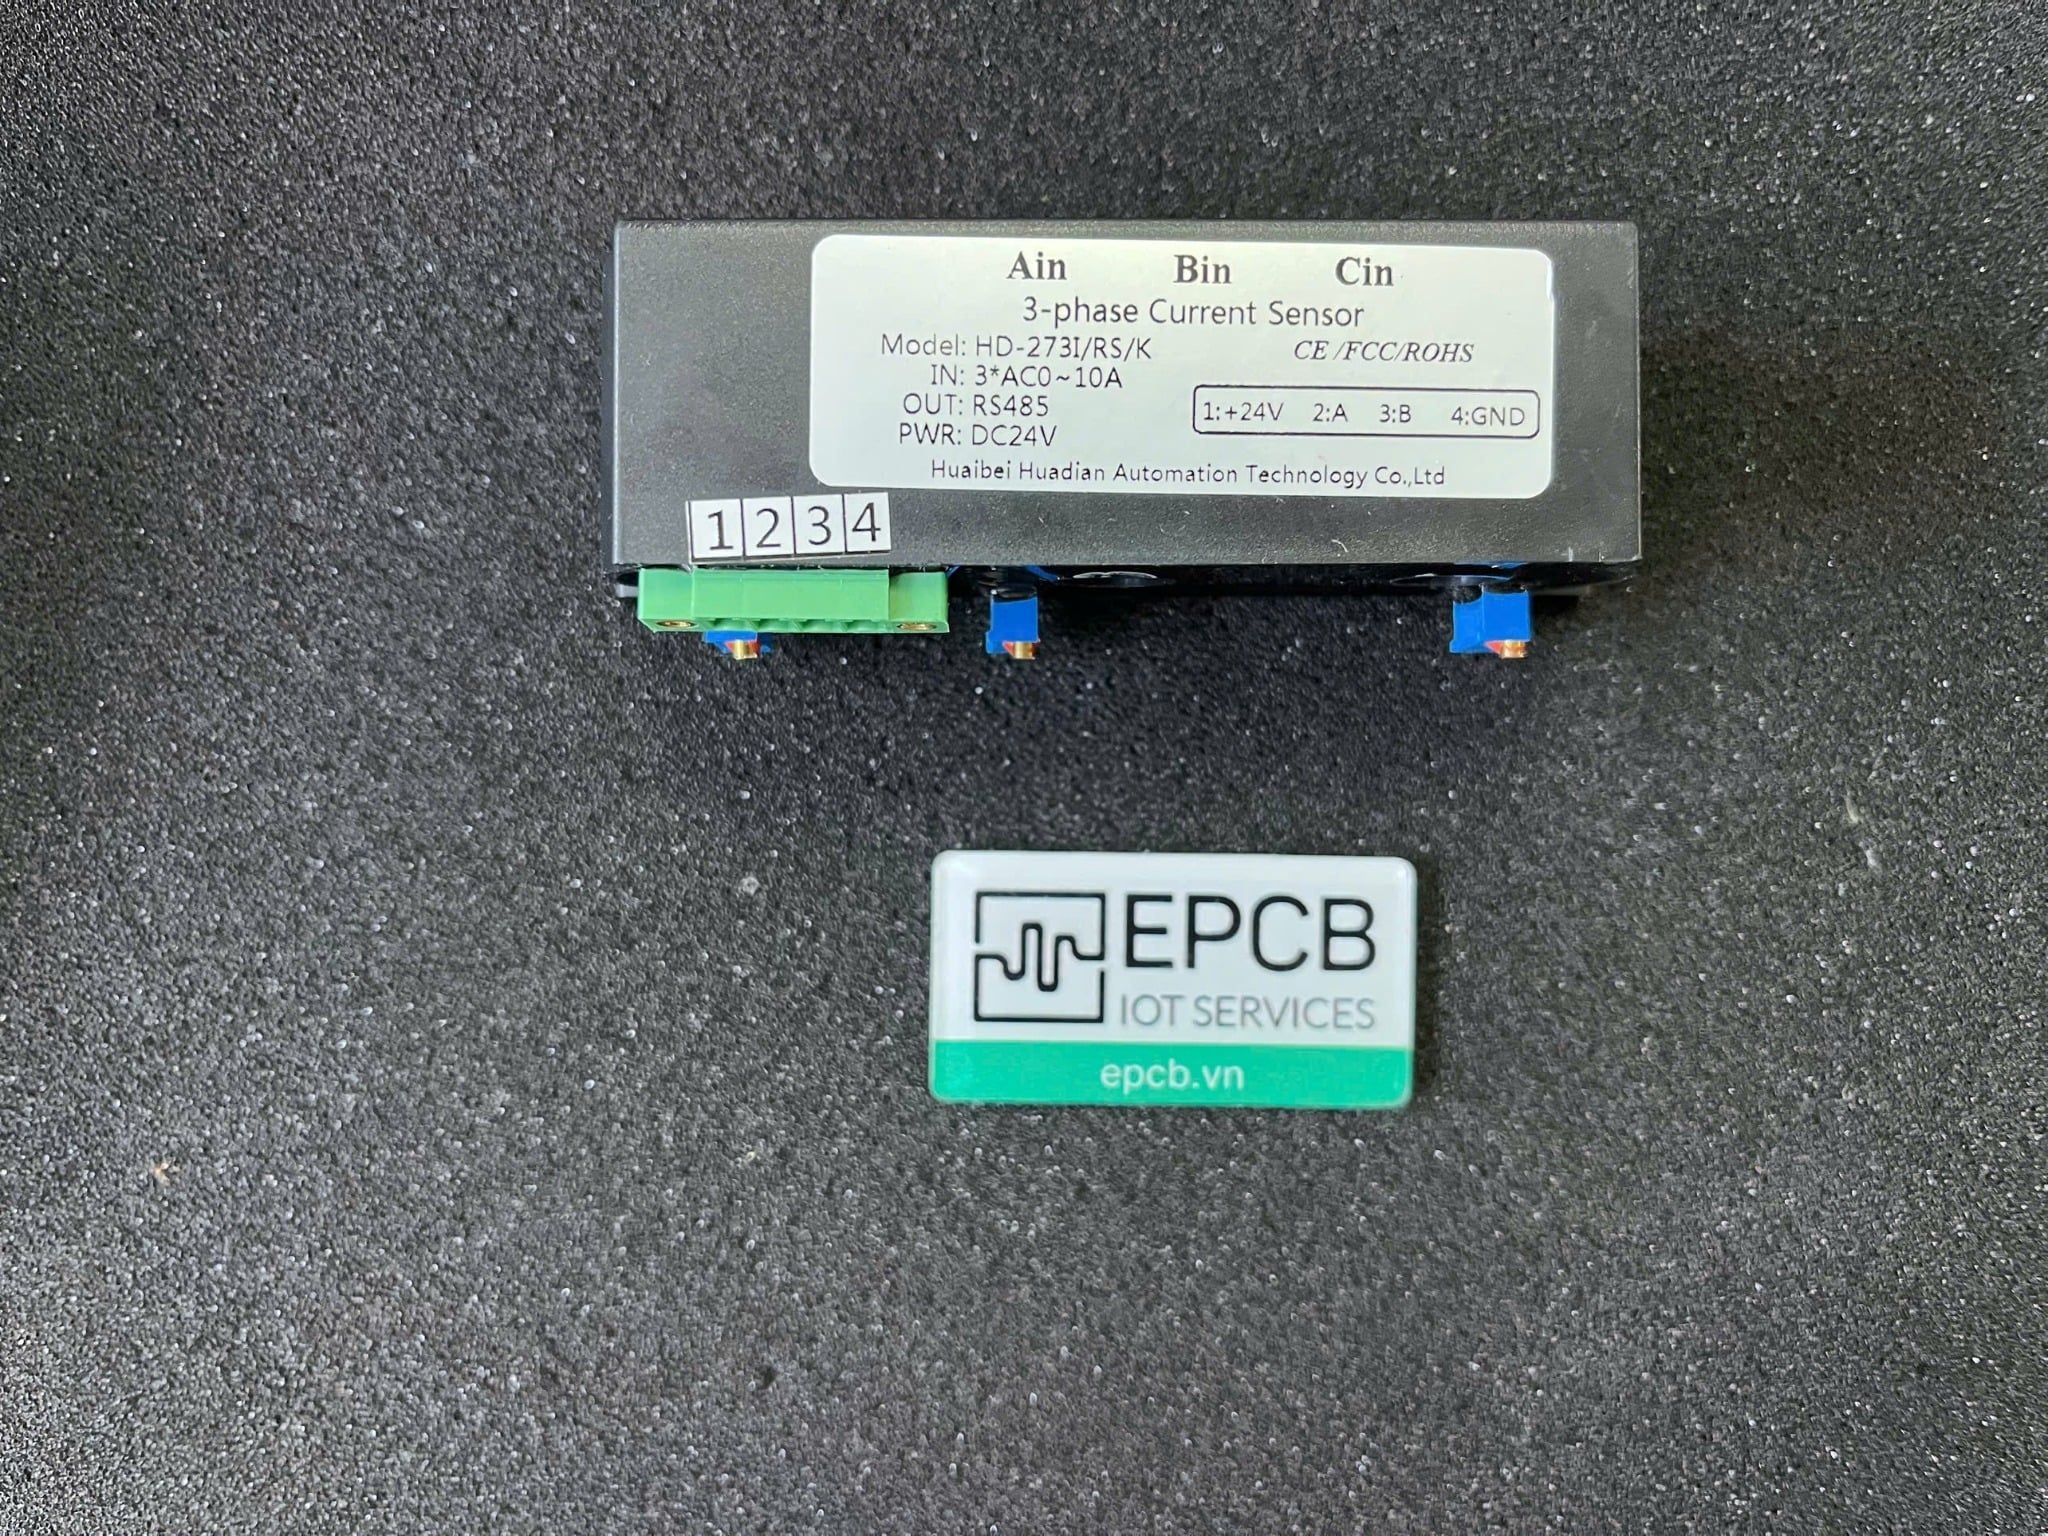 Ain Bin Cin
3-phase Current Sensor
Model: HD-273I/RS/K CE /FCC/ROHS
IN: 3*AC0~10A
OUT: RS485
PWR: DC24V
1:+24V 2:A 3:B 4:GND
Huaibei Huadian Automation Technology Co.,Ltd
1 2 3 4
EPCB
IOT SERVICES
epcb.vn